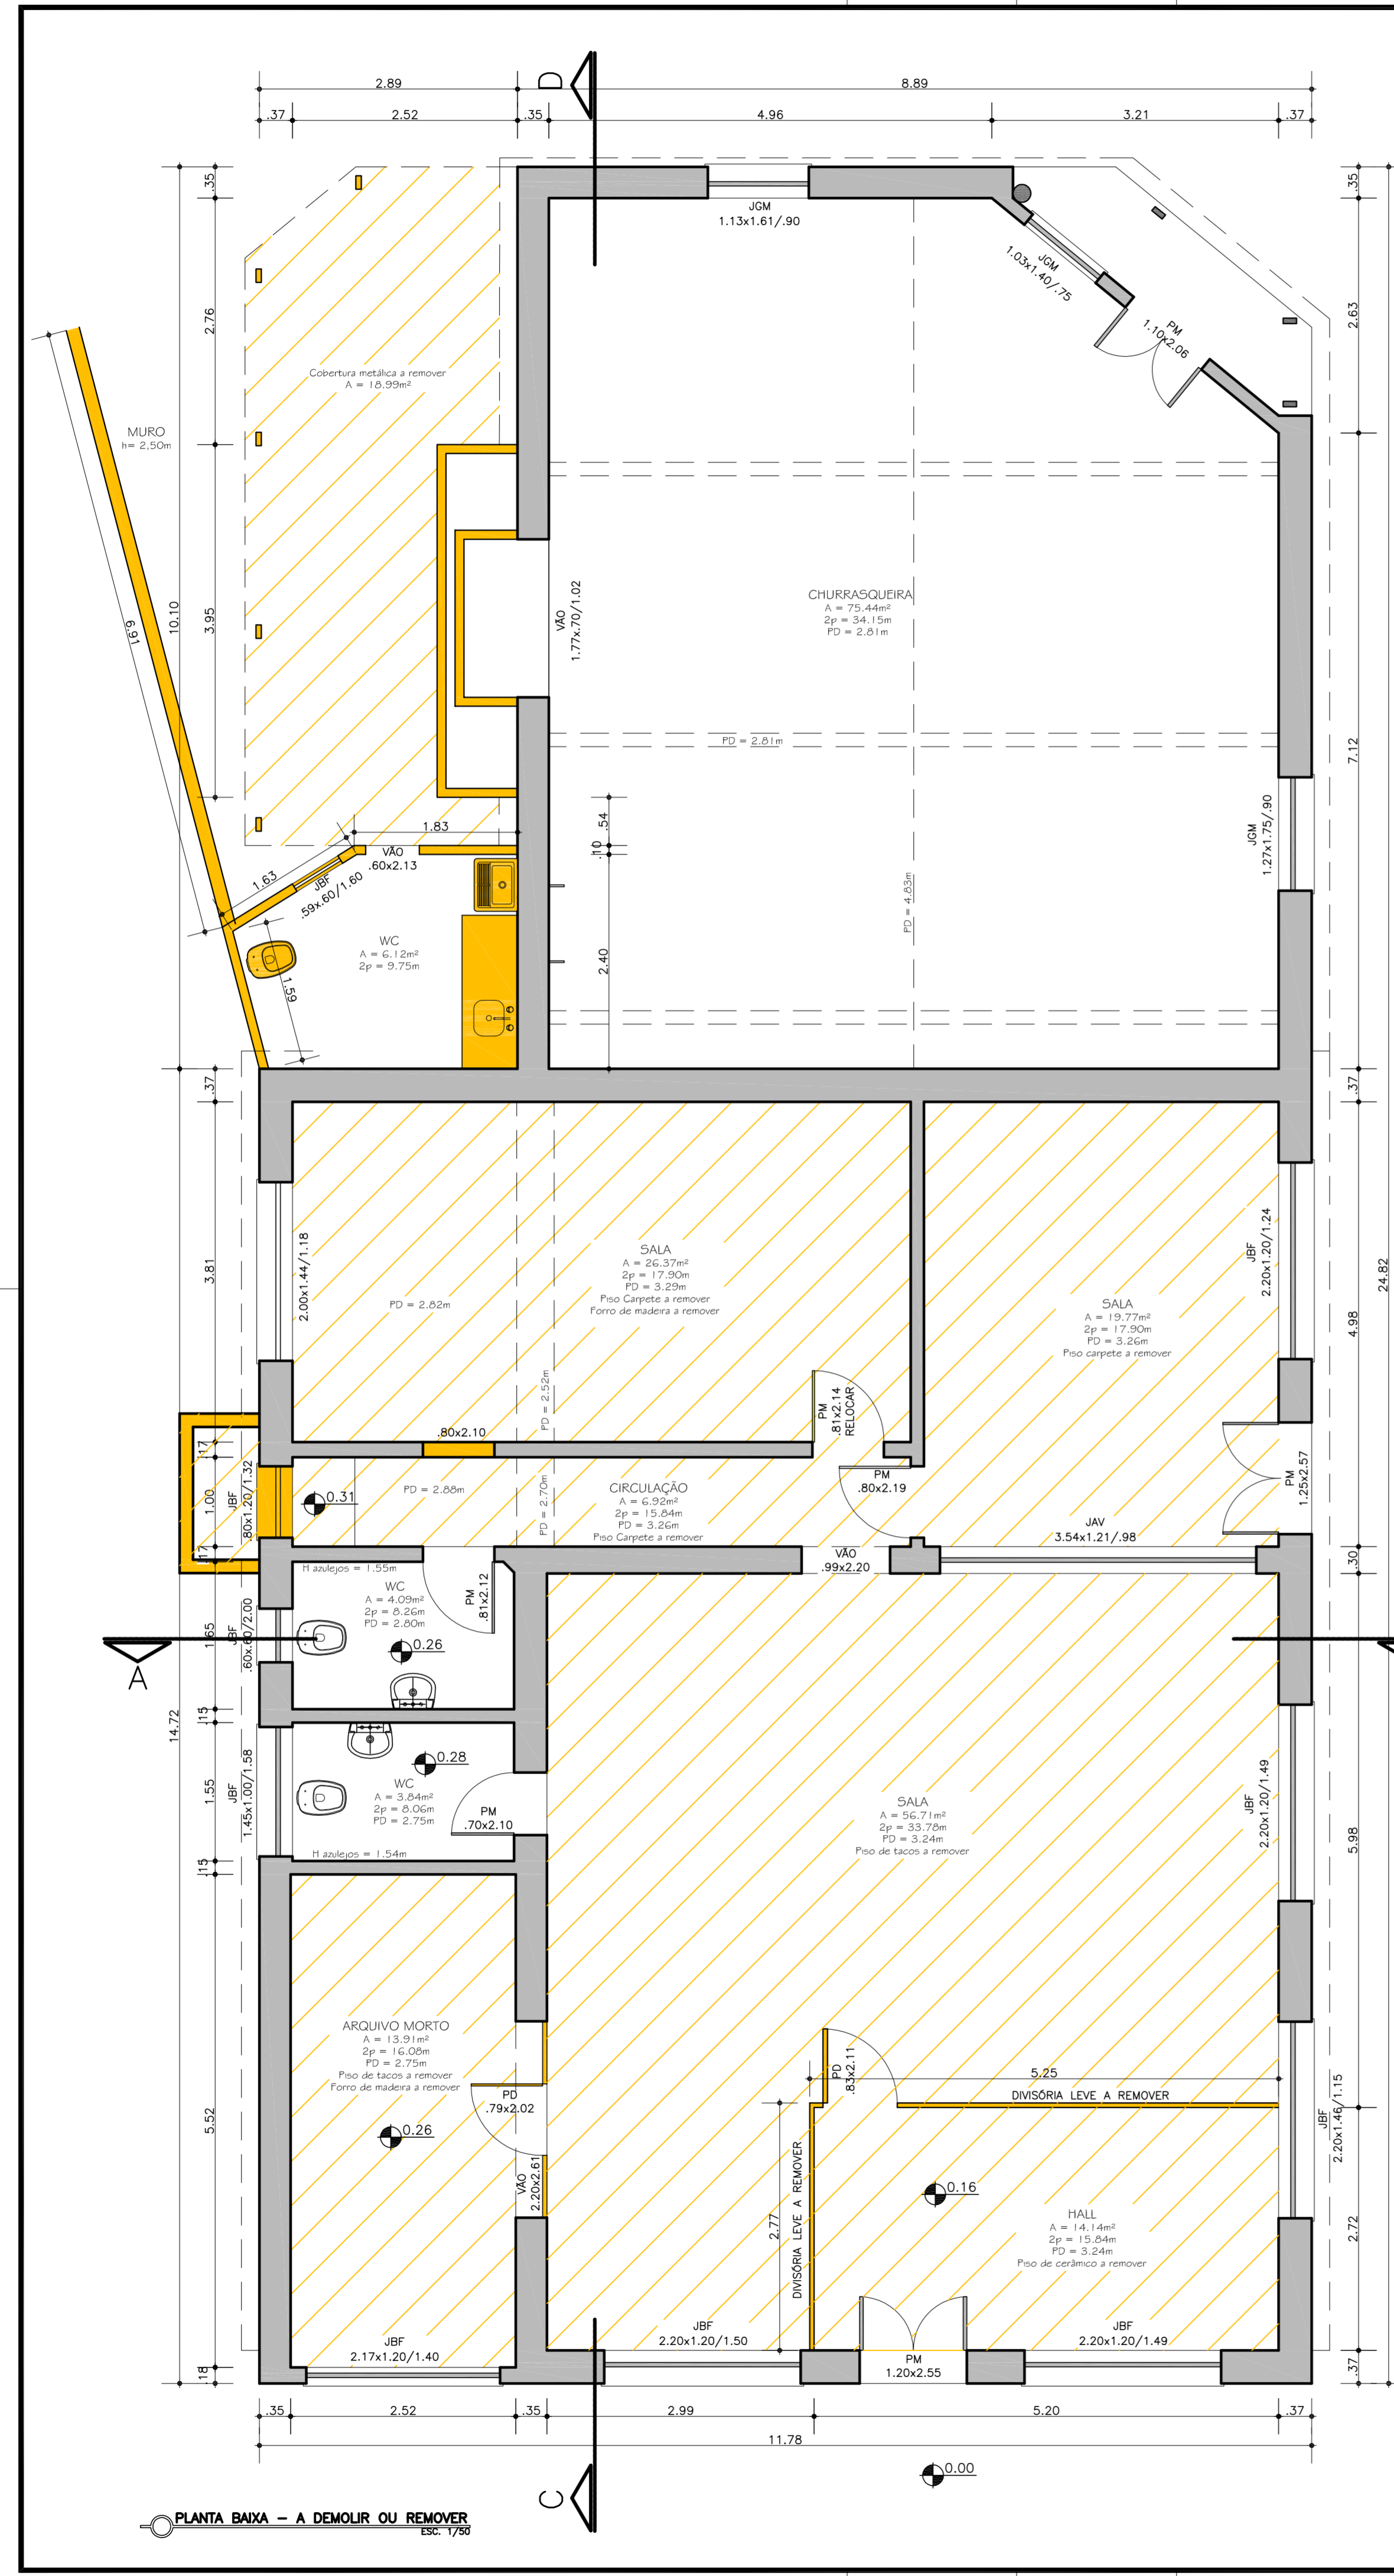 D
2.89
8.89
.37
2.52
.35
4.96
3.21
.37
.35
2.76
3.95
10.10
.37
3.81
.17
1.00
.17
1.65
.15
1.55
.15
14.72
5.52
.18
JGM
1.13x1.61/.90
JGM
1.03x1.40/.75
PM
1.10x2.06
.35
2.63
7.12
.37
4.98
24.82
.30
5.98
2.72
.37
Cobertura metálica a remover
A = 18.99m²
MURO
h= 2,50m
6.91
VÃO
1.77x.70/1.02
CHURRASQUEIRA
A = 75.44m²
2p = 34.15m
PD = 2.81m
PD = 2.81m
PD = 4.83m
JGM
1.27x1.75/.90
1.83
.54
.10
2.40
VÃO
.60x2.13
1.63
JBF
.59x.60/1.60
WC
A = 6.12m²
2p = 9.75m
1.59
2.00x1.44/1.18
PD = 2.82m
SALA
A = 26.37m²
2p = 17.90m
PD = 3.29m
Piso Carpete a remover
Forro de madeira a remover
PD = 2.52m
SALA
A = 19.77m²
2p = 17.90m
PD = 3.26m
Piso carpete a remover
JBF
2.20x1.20/1.24
PM
.81x2.14
RELOCAR
.80x2.10
JBF
.80x1.20/1.32
0.31
PD = 2.88m
PD = 2.70m
CIRCULAÇÃO
A = 6.92m²
2p = 15.84m
PD = 3.26m
Piso Carpete a remover
PM
.80x2.19
PM
1.25x2.57
JAV
3.54x1.21/.98
VÃO
.99x2.20
H azulejos = 1.55m
WC
A = 4.09m²
2p = 8.26m
PD = 2.80m
PM
.81x2.12
JBF
.60x.60/2.00
0.26
A
0.28
WC
A = 3.84m²
2p = 8.06m
PD = 2.75m
PM
.70x2.10
JBF
1.45x1.00/1.58
H azulejos = 1.54m
SALA
A = 56.71m²
2p = 33.78m
PD = 3.24m
Piso de tacos a remover
JBF
2.20x1.20/1.49
ARQUIVO MORTO
A = 13.91m²
2p = 16.08m
PD = 2.75m
Piso de tacos a remover
Forro de madeira a remover
0.26
PD
.79x2.02
VÃO
2.20x2.61
PD
.83x2.11
5.25
DIVISÓRIA LEVE A REMOVER
2.77
DIVISÓRIA LEVE A REMOVER
JBF
2.20x1.46/1.15
0.16
HALL
A = 14.14m²
2p = 15.84m
PD = 3.24m
Piso de cerâmico a remover
JBF
2.17x1.20/1.40
JBF
2.20x1.20/1.50
PM
1.20x2.55
JBF
2.20x1.20/1.49
.35
2.52
.35
2.99
5.20
.37
11.78
0.00
C
PLANTA BAIXA – A DEMOLIR OU REMOVER
ESC. 1/50